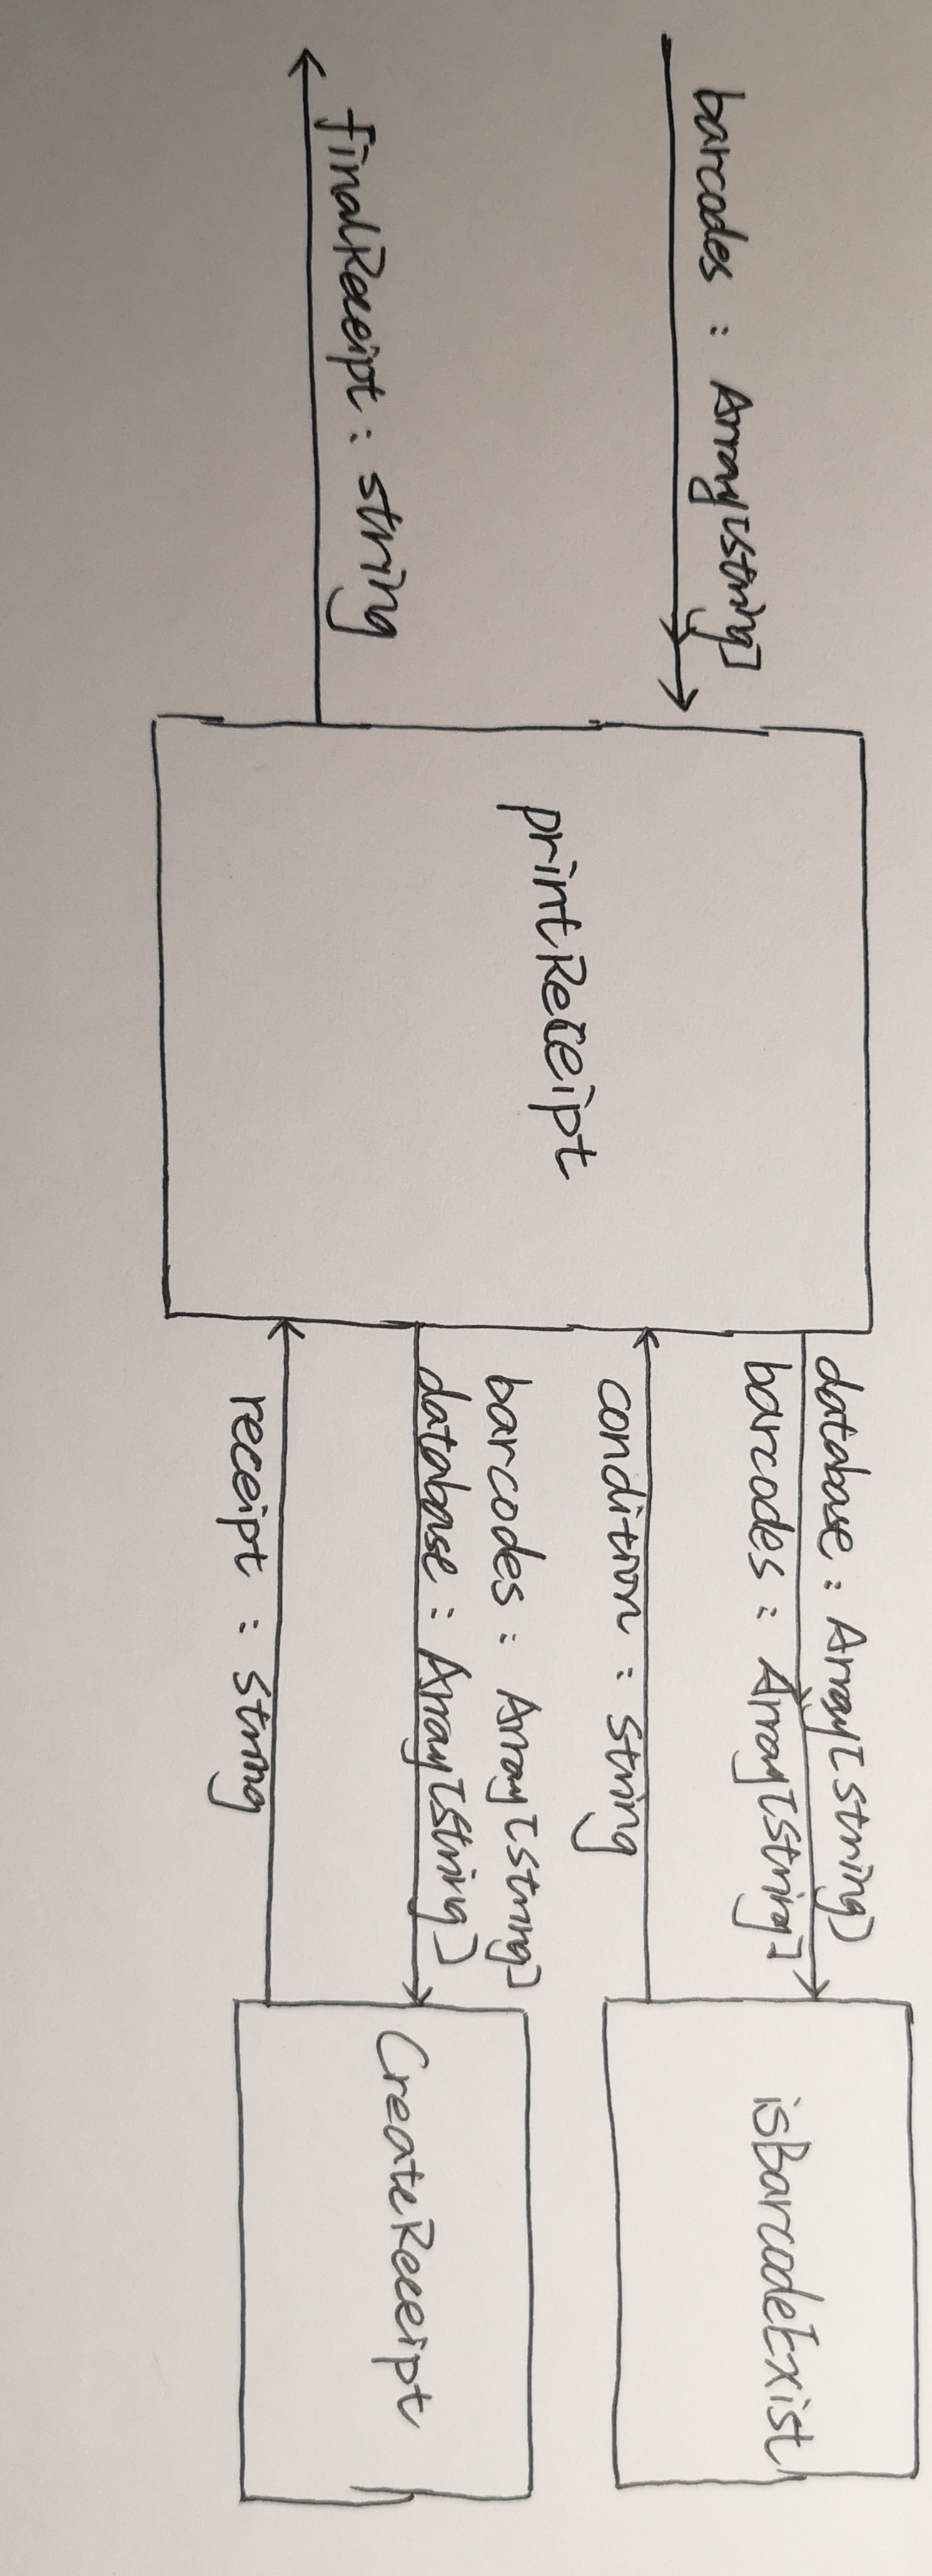 barcodes : Array[String]
finalReceipt : string
printReceipt
database : Array[String]
barcodes : Array[String]
condition : string
barcodes : Array[string]
database : Array[String]
receipt : string
isBarcodeExist
CreateReceipt